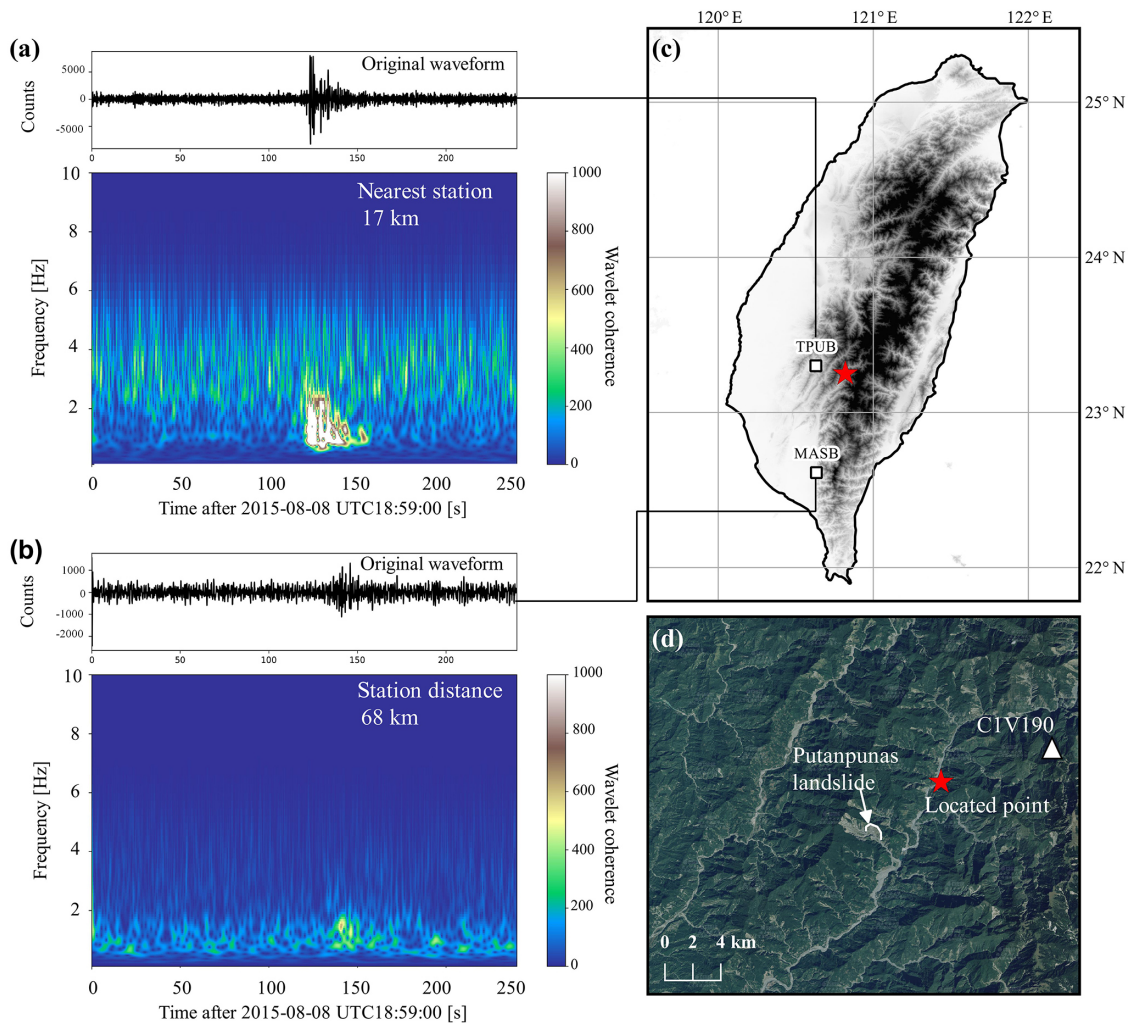 (a)
Original waveform
Counts
5000
0
-5000
0
50
100
150
200
Nearest station
17 km
Frequency [Hz]
10
8
6
4
2
1000
800
600
400
200
0
Wavelet coherence
0
50
100
150
200
250
Time after 2015-08-08 UTC18:59:00 [s]
(b)
Original waveform
Counts
1000
0
-1000
-2000
0
50
100
150
200
Station distance
68 km
Frequency [Hz]
10
8
6
4
2
1000
800
600
400
200
0
Wavelet coherence
0
50
100
150
200
250
Time after 2015-08-08 UTC18:59:00 [s]
(c)
120° E
121° E
122° E
25° N
24° N
23° N
22° N
TPUB
MASB
(d)
C1V190
Putanpunas
landslide
Located point
0 2 4 km